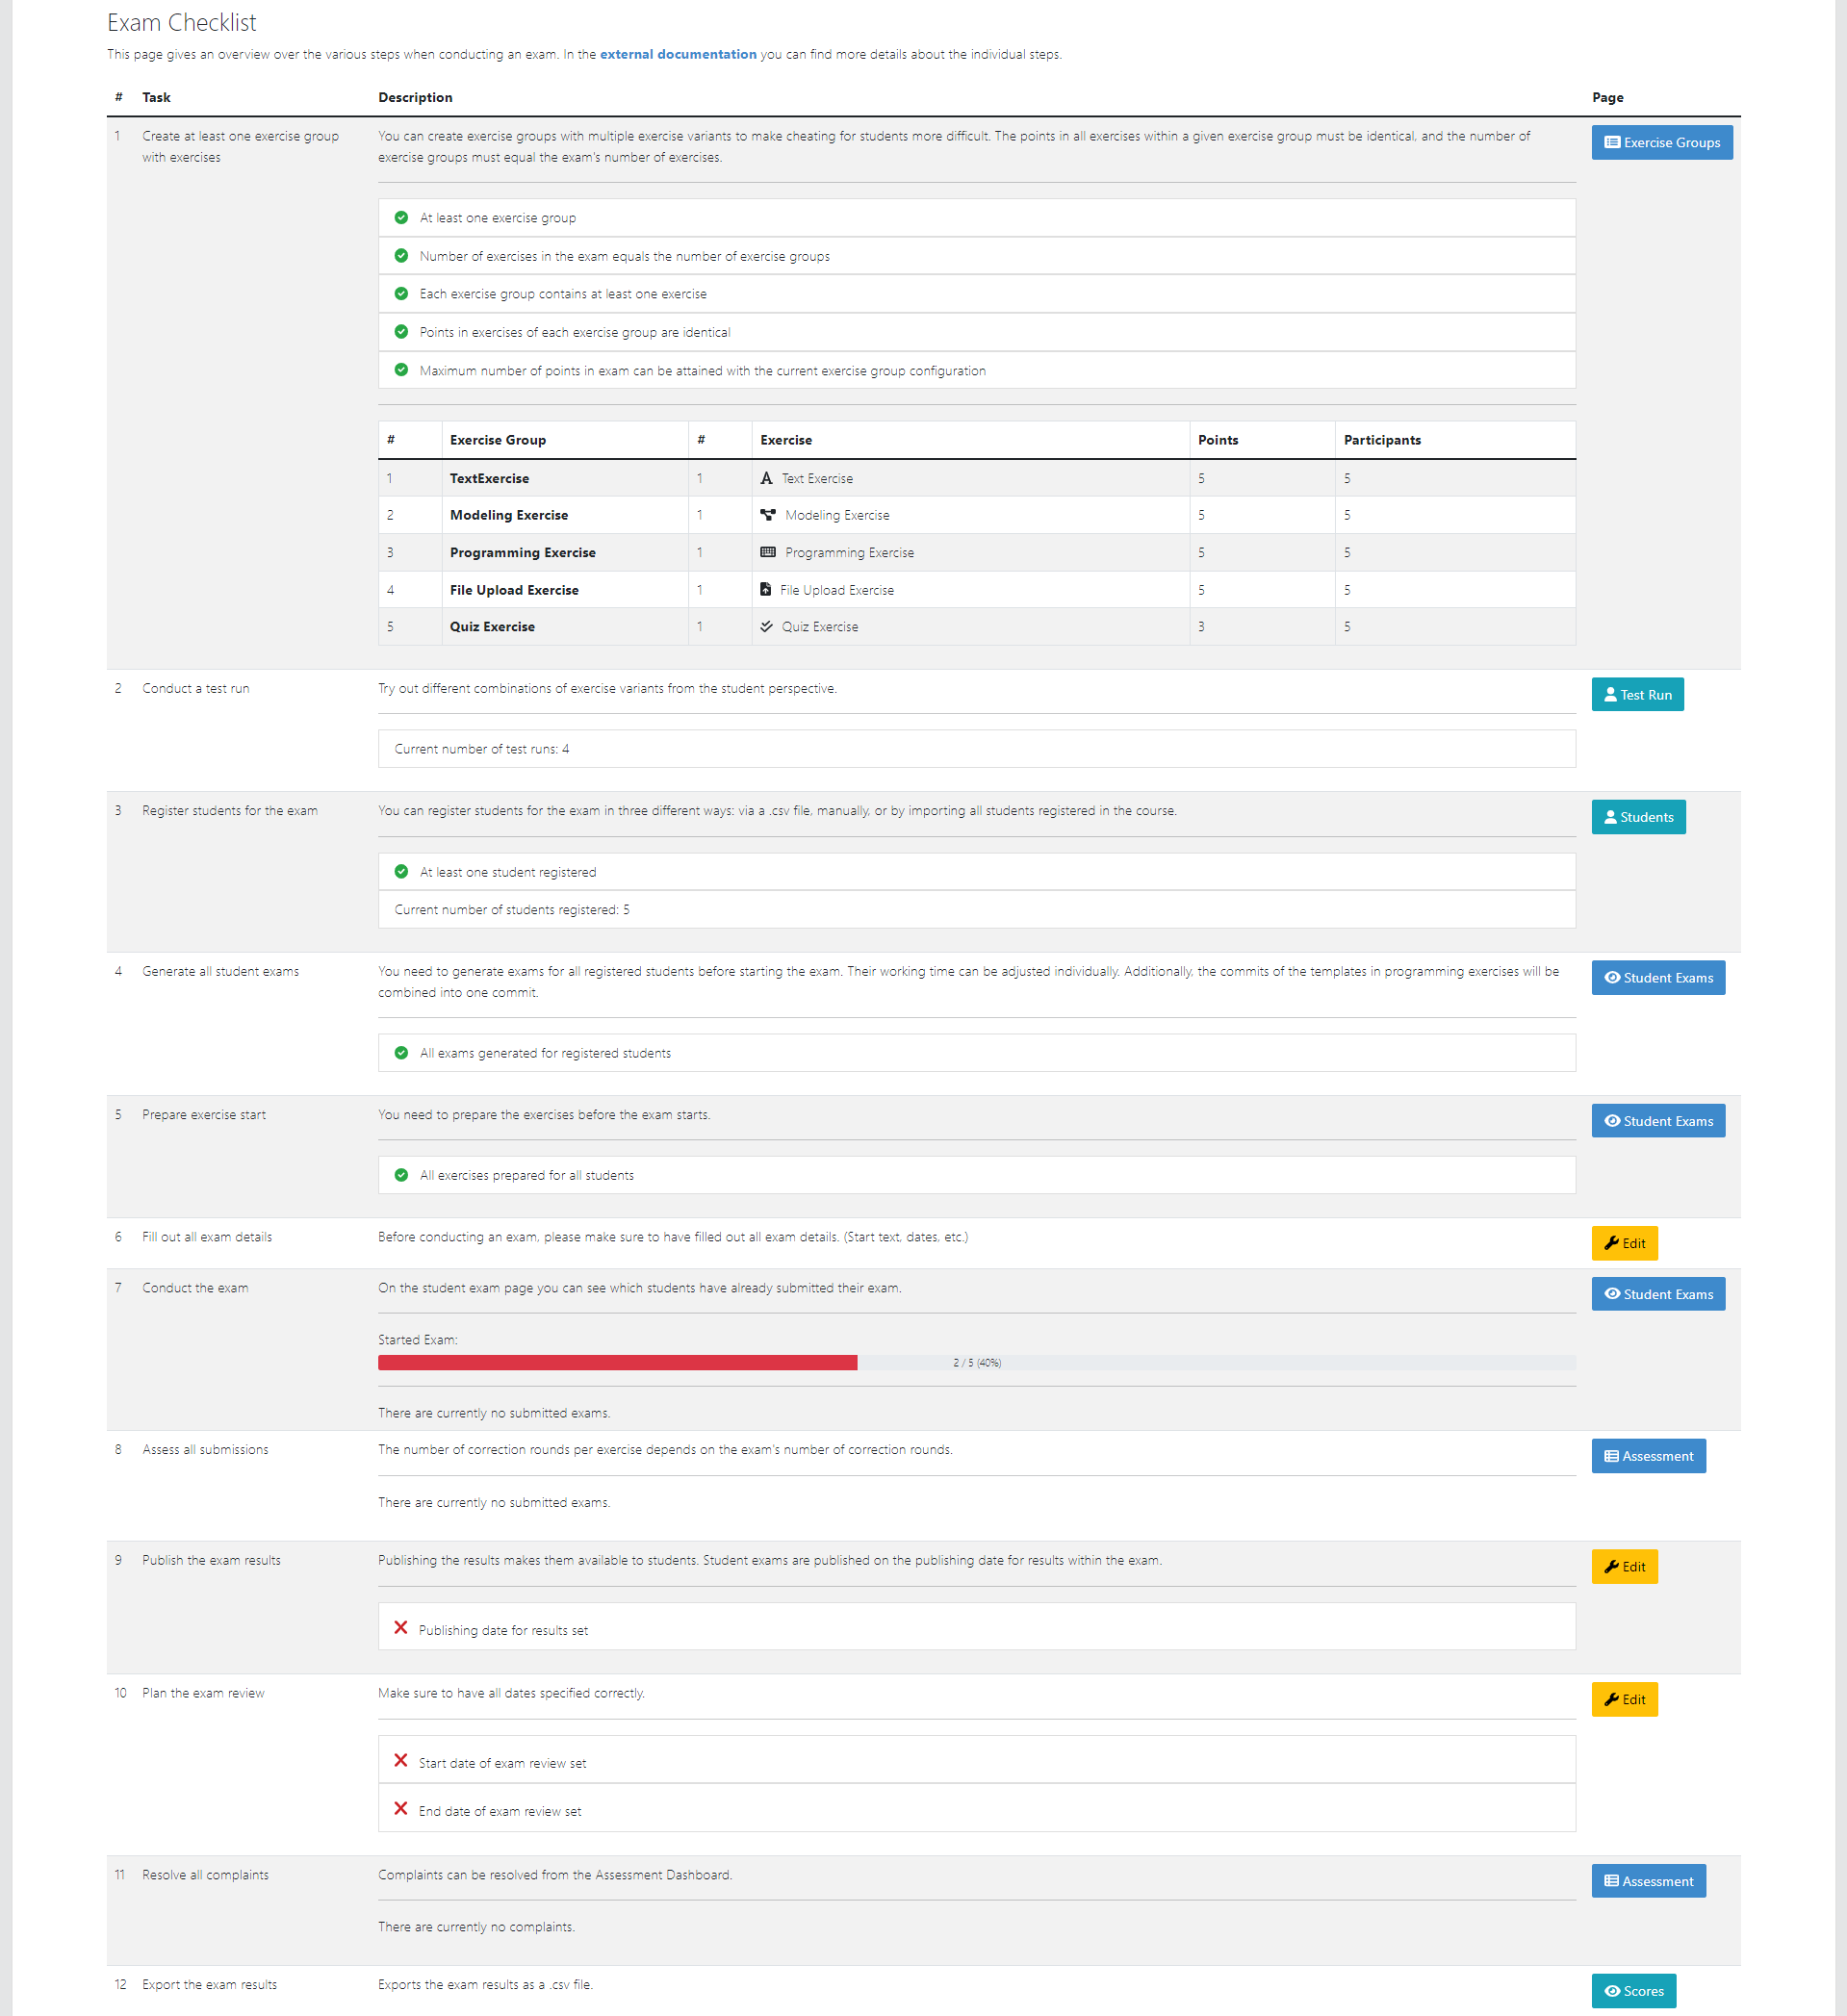 Exam Checklist
This page gives an overview over the various steps when conducting an exam. In the external documentation you can find more details about the individual steps.
# Task Description Page
1 Create at least one exercise group with exercises
You can create exercise groups with multiple exercise variants to make cheating for students more difficult. The points in all exercises within a given exercise group must be identical, and the number of
exercise groups must equal the exam's number of exercises.
Exercise Groups
At least one exercise group
Number of exercises in the exam equals the number of exercise groups
Each exercise group contains at least one exercise
Points in exercises of each exercise group are identical
Maximum number of points in exam can be attained with the current exercise group configuration
# Exercise Group # Exercise Points Participants
1 TextExercise 1 Text Exercise 5 5
2 Modeling Exercise 1 Modeling Exercise 5 5
3 Programming Exercise 1 Programming Exercise 5 5
4 File Upload Exercise 1 File Upload Exercise 5 5
5 Quiz Exercise 1 Quiz Exercise 3 5
2 Conduct a test run Try out different combinations of exercise variants from the student perspective. Test Run
Current number of test runs: 4
3 Register students for the exam You can register students for the exam in three different ways: via a .csv file, manually, or by importing all students registered in the course. Students
At least one student registered
Current number of students registered: 5
4 Generate all student exams You need to generate exams for all registered students before starting the exam. Their working time can be adjusted individually. Additionally, the commits of the templates in programming exercises will be
combined into one commit.
Student Exams
All exams generated for registered students
5 Prepare exercise start You need to prepare the exercises before the exam starts. Student Exams
All exercises prepared for all students
6 Fill out all exam details Before conducting an exam, please make sure to have filled out all exam details. (Start text, dates, etc.) Edit
7 Conduct the exam On the student exam page you can see which students have already submitted their exam. Student Exams
Started Exam:
2 / 5 (40%)
There are currently no submitted exams.
8 Assess all submissions The number of correction rounds per exercise depends on the exam's number of correction rounds. Assessment
There are currently no submitted exams.
9 Publish the exam results Publishing the results makes them available to students. Student exams are published on the publishing date for results within the exam. Edit
Publishing date for results set
10 Plan the exam review Make sure to have all dates specified correctly. Edit
Start date of exam review set
End date of exam review set
11 Resolve all complaints Complaints can be resolved from the Assessment Dashboard. Assessment
There are currently no complaints.
12 Export the exam results Exports the exam results as a .csv file. Scores